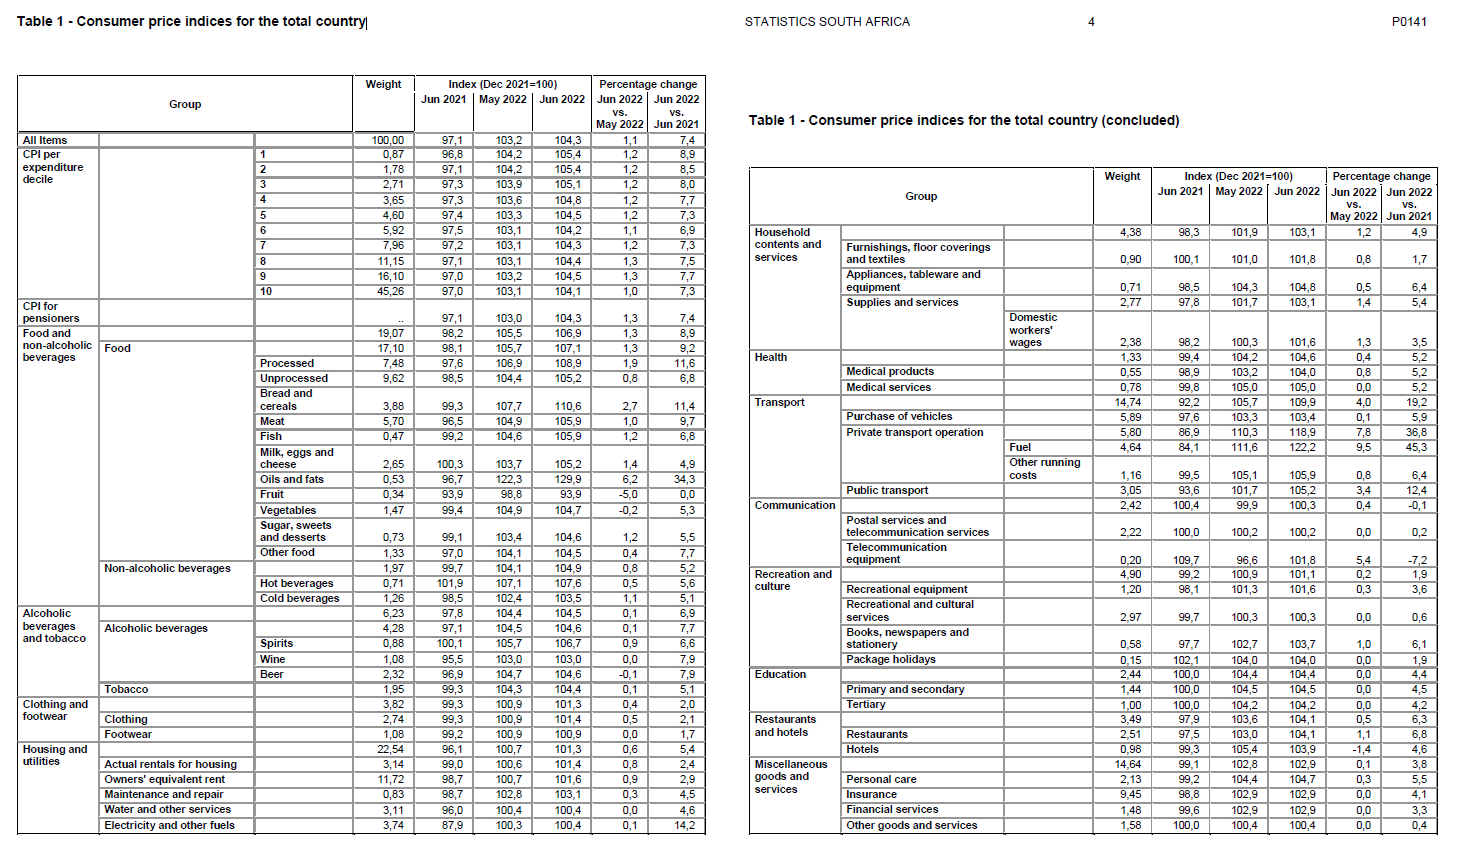 Table 1 - Consumer price indices for the total country
Group Weight Index (Dec 2021=100) Percentage change
Jun 2021 May 2022 Jun 2022 Jun 2022 vs. May 2022 Jun 2022 vs. Jun 2021
All Items 100,00 97,1 103,2 104,3 1,1 7,4
CPI per expenditure decile 1 0,87 96,8 104,2 105,4 1,2 8,9
2 1,78 97,1 104,2 105,4 1,2 8,5
3 2,71 97,3 103,9 105,1 1,2 8,0
4 3,65 97,3 103,6 104,8 1,2 7,7
5 4,60 97,4 103,3 104,5 1,2 7,3
6 5,92 97,5 103,1 104,2 1,1 6,9
7 7,96 97,2 103,1 104,3 1,2 7,3
8 11,15 97,1 103,1 104,4 1,3 7,5
9 16,10 97,0 103,2 104,5 1,3 7,7
10 45,26 97,0 103,1 104,1 1,0 7,3
CPI for pensioners .. 97,1 103,0 104,3 1,3 7,4
Food and non-alcoholic beverages 19,07 98,2 105,5 106,9 1,3 8,9
Food 17,10 98,1 105,7 107,1 1,3 9,2
Processed 7,48 97,6 106,9 108,9 1,9 11,6
Unprocessed 9,62 98,5 104,4 105,2 0,8 6,8
Bread and cereals 3,88 99,3 107,7 110,6 2,7 11,4
Meat 5,70 96,5 104,9 105,9 1,0 9,7
Fish 0,47 99,2 104,6 105,9 1,2 6,8
Milk, eggs and cheese 2,65 100,3 103,7 105,2 1,4 4,9
Oils and fats 0,53 96,7 122,3 129,9 6,2 34,3
Fruit 0,34 93,9 98,8 93,9 -5,0 0,0
Vegetables 1,47 99,4 104,9 104,7 -0,2 5,3
Sugar, sweets and desserts 0,73 99,1 103,4 104,6 1,2 5,5
Other food 1,33 97,0 104,1 104,5 0,4 7,7
Non-alcoholic beverages 1,97 99,7 104,1 104,9 0,8 5,2
Hot beverages 0,71 101,9 107,1 107,6 0,5 5,6
Cold beverages 1,26 98,5 102,4 103,5 1,1 5,1
Alcoholic beverages and tobacco 6,23 97,8 104,4 104,5 0,1 6,9
Alcoholic beverages 4,28 97,1 104,5 104,6 0,1 7,7
Spirits 0,88 100,1 105,7 106,7 0,9 6,6
Wine 1,08 95,5 103,0 103,0 0,0 7,9
Beer 2,32 96,9 104,7 104,6 -0,1 7,9
Tobacco 1,95 99,3 104,3 104,4 0,1 5,1
Clothing and footwear 3,82 99,3 100,9 101,3 0,4 2,0
Clothing 2,74 99,3 100,9 101,4 0,5 2,1
Footwear 1,08 99,2 100,9 100,9 0,0 1,7
Housing and utilities 22,54 96,1 100,7 101,3 0,6 5,4
Actual rentals for housing 3,14 99,0 100,6 101,4 0,8 2,4
Owners' equivalent rent 11,72 98,7 100,7 101,6 0,9 2,9
Maintenance and repair 0,83 98,7 102,8 103,1 0,3 4,5
Water and other services 3,11 96,0 100,4 100,4 0,0 4,6
Electricity and other fuels 3,74 87,9 100,3 100,4 0,1 14,2
STATISTICS SOUTH AFRICA 4 P0141
Table 1 - Consumer price indices for the total country (concluded)
Group Weight Index (Dec 2021=100) Percentage change
Jun 2021 May 2022 Jun 2022 Jun 2022 vs. May 2022 Jun 2022 vs. Jun 2021
Household contents and services 4,38 98,3 101,9 103,1 1,2 4,9
Furnishings, floor coverings and textiles 0,90 100,1 101,0 101,8 0,8 1,7
Appliances, tableware and equipment 0,71 98,5 104,3 104,8 0,5 6,4
Supplies and services 2,77 97,8 101,7 103,1 1,4 5,4
Domestic workers' wages 2,38 98,2 100,3 101,6 1,3 3,5
Health 1,33 99,4 104,2 104,6 0,4 5,2
Medical products 0,55 98,9 103,2 104,0 0,8 5,2
Medical services 0,78 99,8 105,0 105,0 0,0 5,2
Transport 14,74 92,2 105,7 109,9 4,0 19,2
Purchase of vehicles 5,89 97,6 103,3 103,4 0,1 5,9
Private transport operation 5,80 86,9 110,3 118,9 7,8 36,8
Fuel 4,64 84,1 111,6 122,2 9,5 45,3
Other running costs 1,16 99,5 105,1 105,9 0,8 6,4
Public transport 3,05 93,6 101,7 105,2 3,4 12,4
Communication 2,42 100,4 99,9 100,3 0,4 -0,1
Postal services and telecommunication services 2,22 100,0 100,2 100,2 0,0 0,2
Telecommunication equipment 0,20 109,7 96,6 101,8 5,4 -7,2
Recreation and culture 4,90 99,2 100,9 101,1 0,2 1,9
Recreational equipment 1,20 98,1 101,3 101,6 0,3 3,6
Recreational and cultural services 2,97 99,7 100,3 100,3 0,0 0,6
Books, newspapers and stationery 0,58 97,7 102,7 103,7 1,0 6,1
Package holidays 0,15 102,1 104,0 104,0 0,0 1,9
Education 2,44 100,0 104,4 104,4 0,0 4,4
Primary and secondary 1,44 100,0 104,5 104,5 0,0 4,5
Tertiary 1,00 100,0 104,2 104,2 0,0 4,2
Restaurants and hotels 3,49 97,9 103,6 104,1 0,5 6,3
Restaurants 2,51 97,5 103,0 104,1 1,1 6,8
Hotels 0,98 99,3 105,4 103,9 -1,4 4,6
Miscellaneous goods and services 14,64 99,1 102,8 102,9 0,1 3,8
Personal care 2,13 99,2 104,4 104,7 0,3 5,5
Insurance 9,45 98,8 102,9 102,9 0,0 4,1
Financial services 1,48 99,6 102,9 102,9 0,0 3,3
Other goods and services 1,58 100,0 100,4 100,4 0,0 0,4